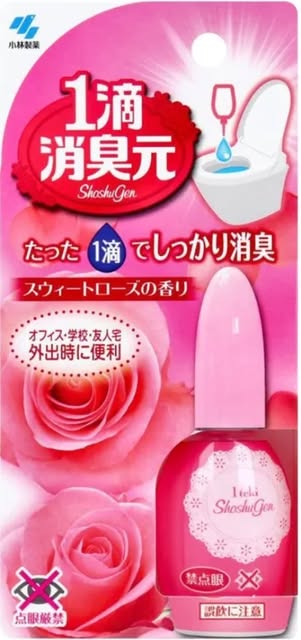 小林製薬
1滴
消臭元
ShoshuGen
たった1滴でしっかり消臭
スウィートローズの香り
オフィス・学校・友人宅
外出時に便利
1teki
ShoshuGen
禁点眼
誤飲に注意
点眼厳禁